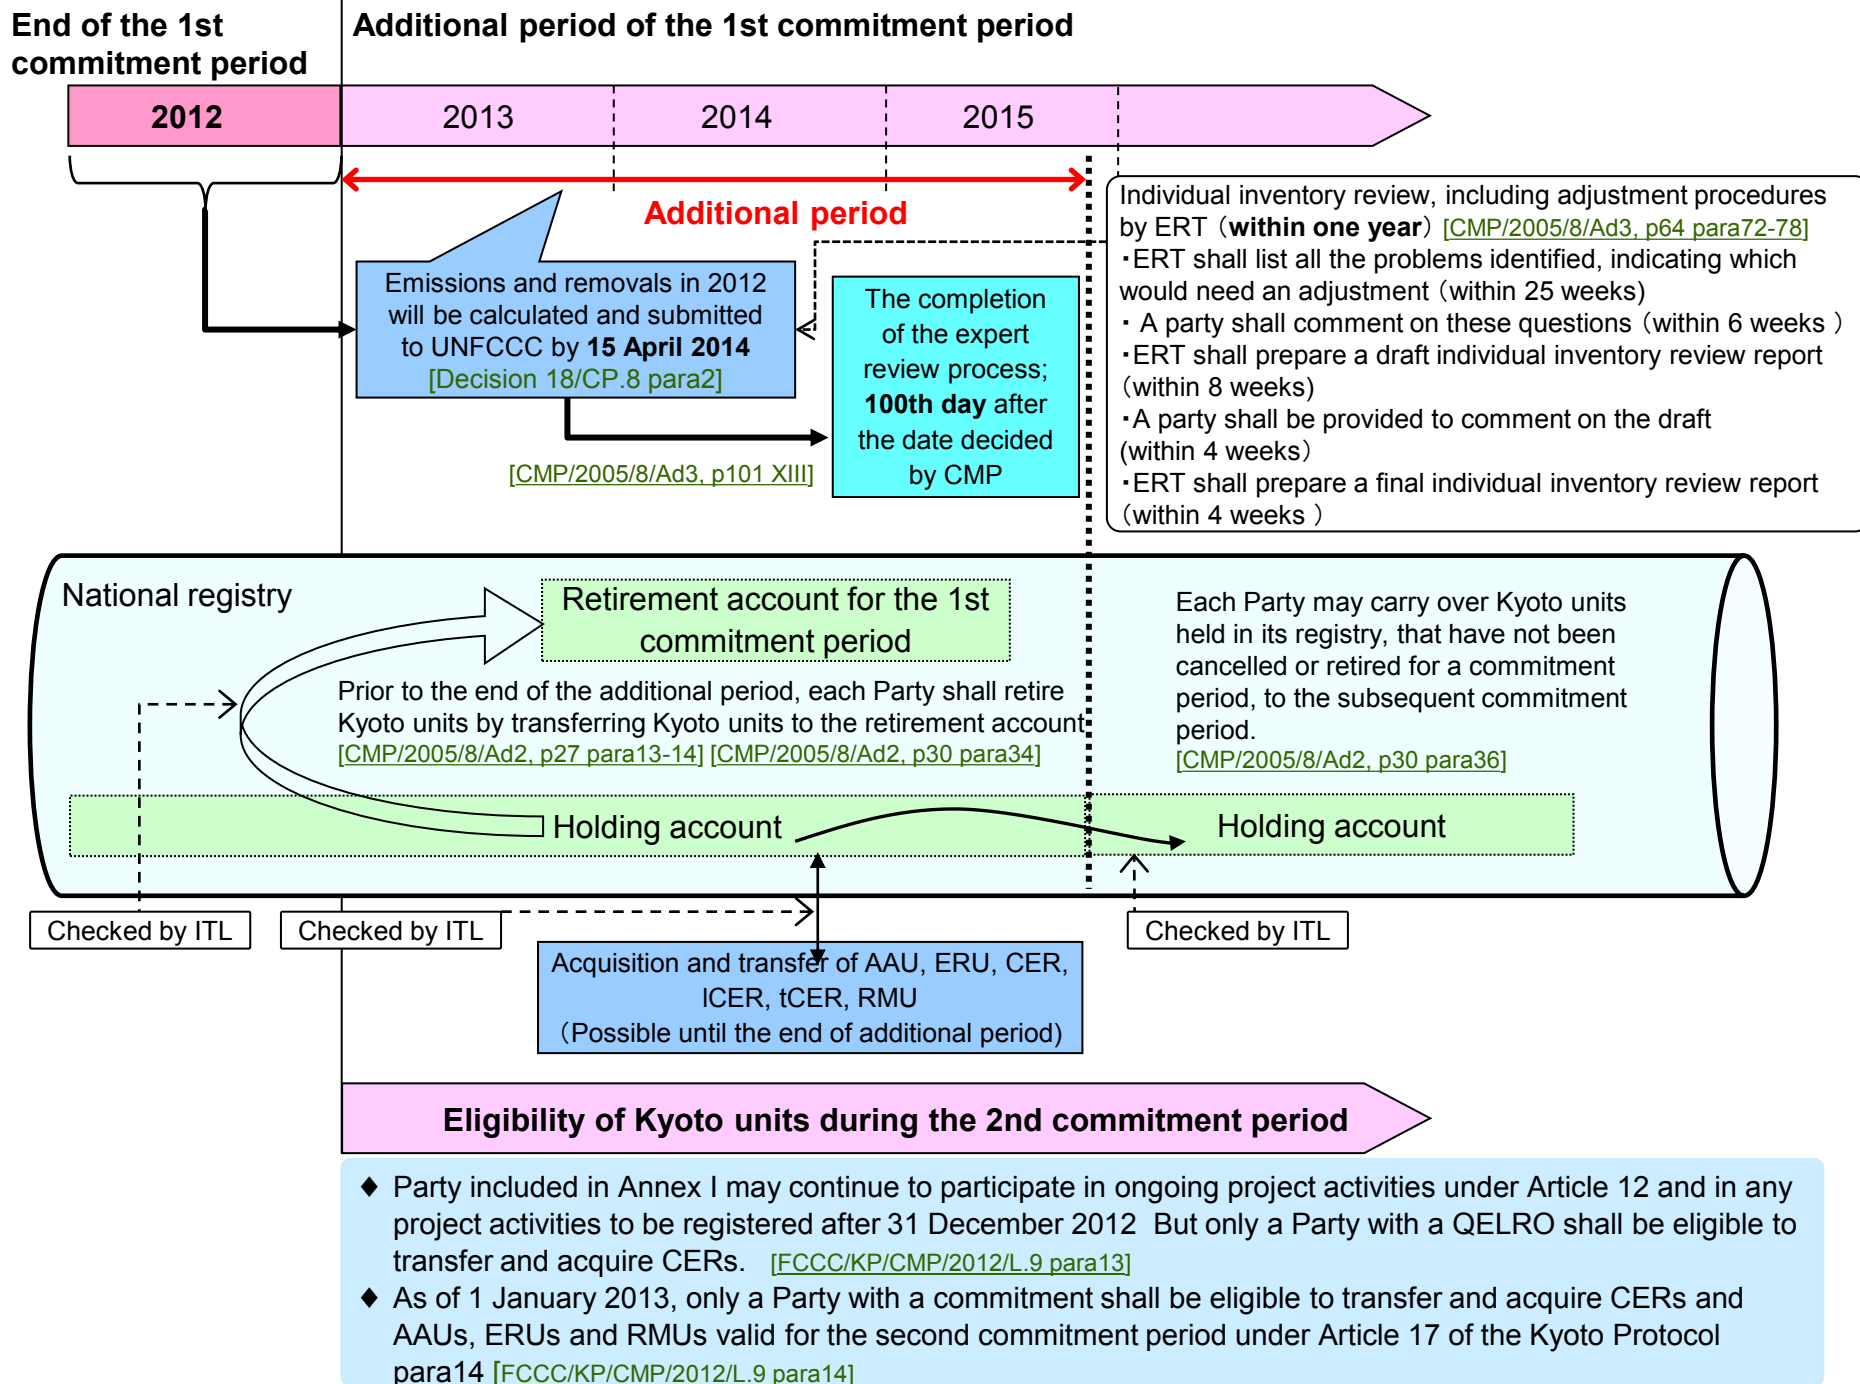 End of the 1st
commitment period
Additional period of the 1st commitment period
2012
2013
2014
2015
Additional period
Emissions and removals in 2012
will be calculated and submitted
to UNFCCC by 15 April 2014
[Decision 18/CP.8 para2]
[CMP/2005/8/Ad3, p101 XIII]
The completion
of the expert
review process;
100th day after
the date decided
by CMP
Individual inventory review, including adjustment procedures
by ERT（within one year）[CMP/2005/8/Ad3, p64 para72-78]
・ERT shall list all the problems identified, indicating which
would need an adjustment（within 25 weeks)
・ A party shall comment on these questions（within 6 weeks ）
・ERT shall prepare a draft individual inventory review report
（within 8 weeks)
・A party shall be provided to comment on the draft
(within 4 weeks）
・ERT shall prepare a final individual inventory review report
（within 4 weeks ）
National registry
Retirement account for the 1st
commitment period
Prior to the end of the additional period, each Party shall retire
Kyoto units by transferring Kyoto units to the retirement account
[CMP/2005/8/Ad2, p27 para13-14] [CMP/2005/8/Ad2, p30 para34]
Each Party may carry over Kyoto units
held in its registry, that have not been
cancelled or retired for a commitment
period, to the subsequent commitment
period.
[CMP/2005/8/Ad2, p30 para36]
Holding account
Holding account
Checked by ITL
Checked by ITL
Checked by ITL
Acquisition and transfer of AAU, ERU, CER,
lCER, tCER, RMU
（Possible until the end of additional period)
Eligibility of Kyoto units during the 2nd commitment period
♦ Party included in Annex I may continue to participate in ongoing project activities under Article 12 and in any
project activities to be registered after 31 December 2012 But only a Party with a QELRO shall be eligible to
transfer and acquire CERs. [FCCC/KP/CMP/2012/L.9 para13]
♦ As of 1 January 2013, only a Party with a commitment shall be eligible to transfer and acquire CERs and
AAUs, ERUs and RMUs valid for the second commitment period under Article 17 of the Kyoto Protocol
para14 [FCCC/KP/CMP/2012/L.9 para14]